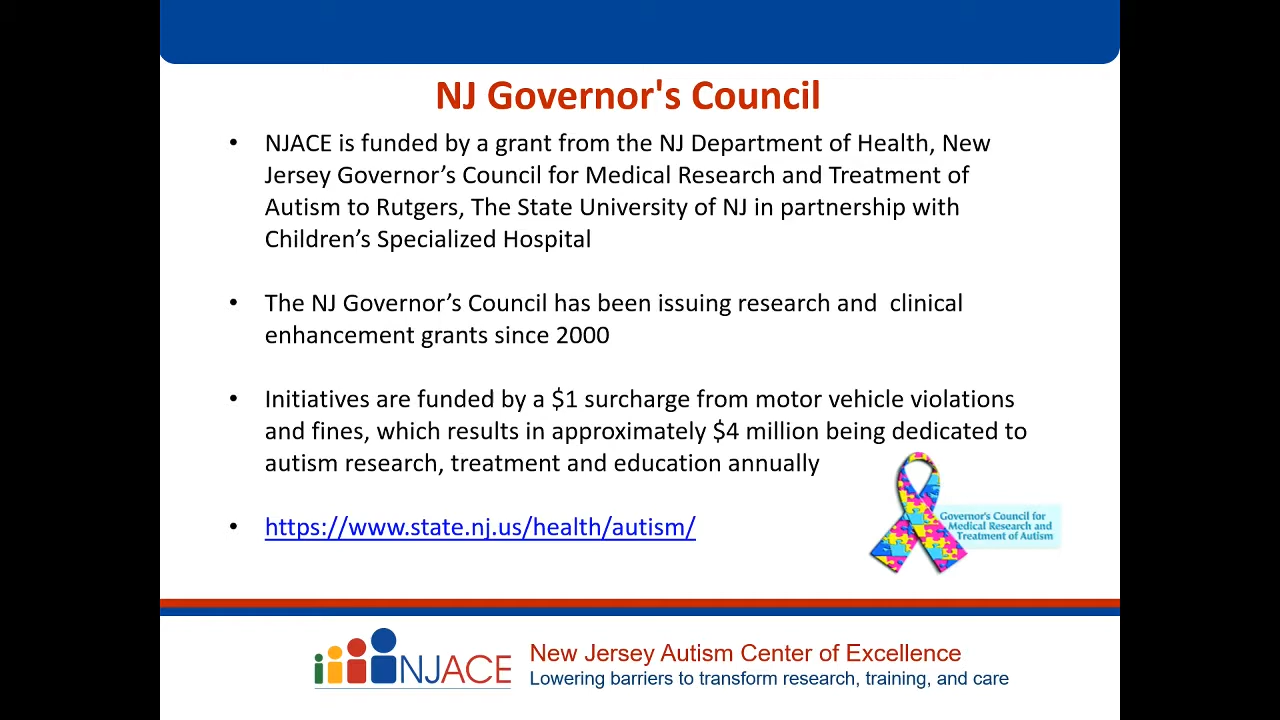 NJ Governor's Council
• NJACE is funded by a grant from the NJ Department of Health, New
Jersey Governor’s Council for Medical Research and Treatment of
Autism to Rutgers, The State University of NJ in partnership with
Children’s Specialized Hospital
• The NJ Governor’s Council has been issuing research and  clinical
enhancement grants since 2000
• Initiatives are funded by a $1 surcharge from motor vehicle violations
and fines, which results in approximately $4 million being dedicated to
autism research, treatment and education annually
• https://www.state.nj.us/health/autism/
Governor's Council for
Medical Research and
Treatment of Autism
NJACE
New Jersey Autism Center of Excellence
Lowering barriers to transform research, training, and care